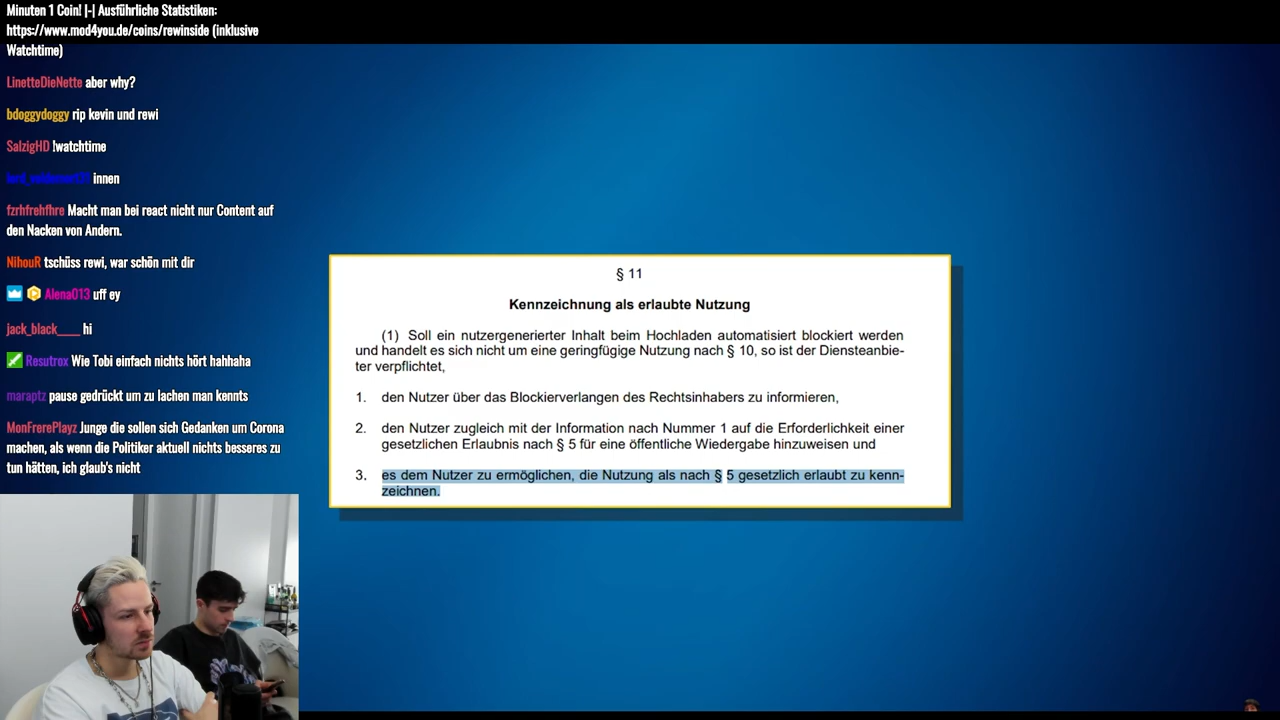 Minuten 1 Coin! |-| Ausführliche Statistiken:
https://www.mod4you.de/coins/rewinside (inklusive
Watchtime)
LinetteDieNette aber why?
bdoggydoggy rip kevin und rewi
SalzigHD !watchtime
innen
fzrhfrehfhre Macht man bei react nicht nur Content auf
den Nacken von Andern.
NihouR tschüss rewi, war schön mit dir
Alena013 uff ey
jack_black____ hi
Resutrox Wie Tobi einfach nichts hört hahhaha
maraptz pause gedrückt um zu lachen man kennts
MonFrerePlayz Junge die sollen sich Gedanken um Corona
machen, als wenn die Politiker aktuell nichts besseres zu
tun hätten, ich glaub's nicht
§ 11
Kennzeichnung als erlaubte Nutzung
(1) Soll ein nutzergenerierter Inhalt beim Hochladen automatisiert blockiert werden
und handelt es sich nicht um eine geringfügige Nutzung nach § 10, so ist der Diensteanbie-
ter verpflichtet,
1. den Nutzer über das Blockierverlangen des Rechtsinhabers zu informieren,
2. den Nutzer zugleich mit der Information nach Nummer 1 auf die Erforderlichkeit einer
gesetzlichen Erlaubnis nach § 5 für eine öffentliche Wiedergabe hinzuweisen und
3. es dem Nutzer zu ermöglichen, die Nutzung als nach § 5 gesetzlich erlaubt zu kenn-
zeichnen.